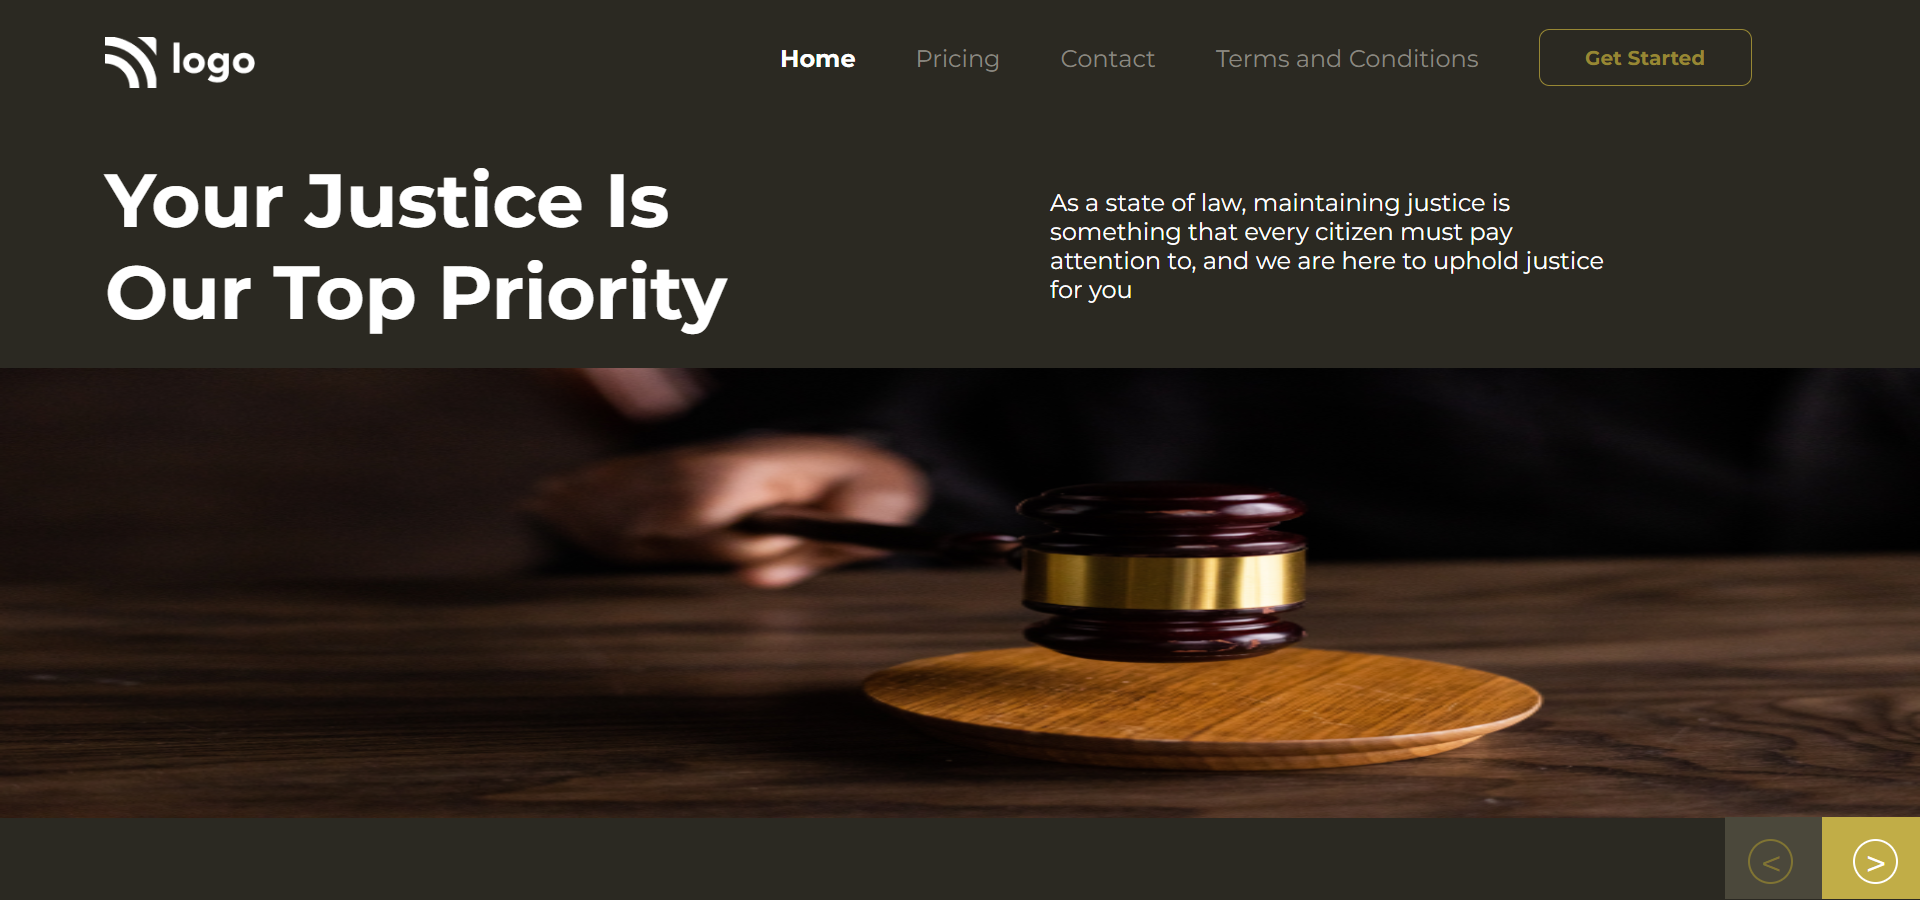 logo
Home Pricing Contact Terms and Conditions Get Started
Your Justice Is
Our Top Priority
As a state of law, maintaining justice is
something that every citizen must pay
attention to, and we are here to uphold justice
for you
< >